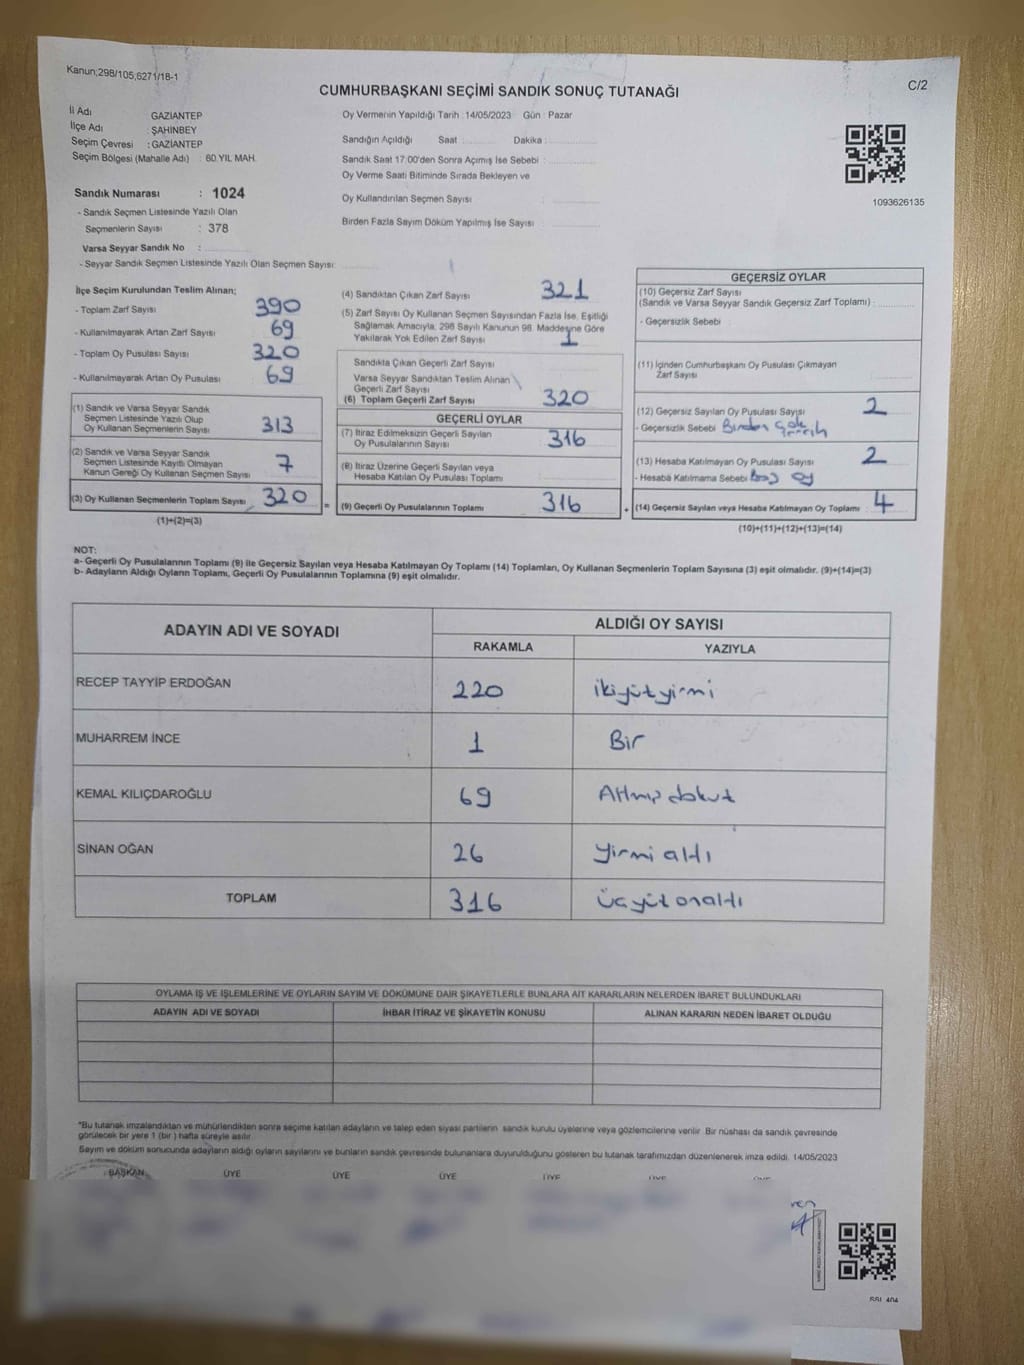 Kanun;298/105,6271/18-1
C/2
CUMHURBAŞKANI SEÇİMİ SANDIK SONUÇ TUTANAĞI
İl Adı GAZIANTEP
İlçe Adı : ŞAHINBEY
Seçim Çevresi : GAZIANTEP
Seçim Bölgesi (Mahalle Adı) : 60.YIL MAH.
Oy Vermenin Yapıldığı Tarih :14/05/2023 Gün : Pazar
Sandığın Açıldığı Saat : Dakika :
Sandık Saat 17:00'den Sonra Açımış İse Sebebi :
Oy Verme Saati Bitiminde Sırada Bekleyen ve
Oy Kullandırılan Seçmen Sayısı :
Birden Fazla Sayım Döküm Yapılmış İse Sayısı :
1093626135
Sandık Numarası : 1024
- Sandık Seçmen Listesinde Yazılı Olan
Seçmenlerin Sayısı : 378
Varsa Seyyar Sandık No :
- Seyyar Sandık Seçmen Listesinde Yazılı Olan Seçmen Sayısı:
İlçe Seçim Kurulundan Teslim Alınan;
- Toplam Zarf Sayısı 390
- Kullanılmayarak Artan Zarf Sayısı 69
- Toplam Oy Pusulası Sayısı 320
- Kullanılmayarak Artan Oy Pusulası 69
(1) Sandık ve Varsa Seyyar Sandık
Seçmen Listesinde Yazılı Olup
Oy Kullanan Seçmenlerin Sayısı 313
(2) Sandık ve Varsa Seyyar Sandık
Seçmen Listesinde Kayıtlı Olmayan
Kanun Gereği Oy Kullanan Seçmen Sayısı 7
(3) Oy Kullanan Seçmenlerin Toplam Sayısı 320 =
(1)+(2)=(3)
(4) Sandıktan Çıkan Zarf Sayısı 321
(5) Zarf Sayısı Oy Kullanan Seçmen Sayısından Fazla İse, Eşitliği
Sağlamak Amacıyla, 298 Sayılı Kanunun 98. Maddesine Göre
Yakılarak Yok Edilen Zarf Sayısı 1
Sandıkta Çıkan Geçerli Zarf Sayısı
Varsa Seyyar Sandıktan Teslim Alınan
Geçerli Zarf Sayısı
(6) Toplam Geçerli Zarf Sayısı 320
GEÇERLİ OYLAR
(7) İtiraz Edilmeksizin Geçerli Sayılan
Oy Pusulalarının Sayısı 316
(8) İtiraz Üzerine Geçerli Sayılan veya
Hesaba Katılan Oy Pusulaları Toplamı
(9) Geçerli Oy Pusulalarının Toplamı 316 +
GEÇERSİZ OYLAR
(10) Geçersiz Zarf Sayısı
(Sandık ve Varsa Seyyar Sandık Geçersiz Zarf Toplamı) :
- Geçersizlik Sebebi :
(11) İçinden Cumhurbaşkanı Oy Pusulası Çıkmayan
Zarf Sayısı
(12) Geçersiz Sayılan Oy Pusulası Sayısı 2
- Geçersizlik Sebebi Birden çok tercih
(13) Hesaba Katılmayan Oy Pusulası Sayısı 2
- Hesaba Katılmama Sebebi Boş oy
(14) Geçersiz Sayılan veya Hesaba Katılmayan Oy Toplamı 4
(10)+(11)+(12)+(13)=(14)
NOT:
a- Geçerli Oy Pusulalarının Toplamı (9) ile Geçersiz Sayılan veya Hesaba Katılmayan Oy Toplamı (14) Toplamları, Oy Kullanan Seçmenlerin Toplam Sayısına (3) eşit olmalıdır. (9)+(14)=(3)
b- Adayların Aldığı Oyların Toplamı, Geçerli Oy Pusulalarının Toplamına (9) eşit olmalıdır.
ADAYIN ADI VE SOYADI ALDIĞI OY SAYISI
RAKAMLA YAZIYLA
RECEP TAYYİP ERDOĞAN 220 ikiyüzyirmi
MUHARREM İNCE 1 Bir
KEMAL KILIÇDAROĞLU 69 Altmış dokuz
SİNAN OĞAN 26 yirmi altı
TOPLAM 316 üçyüz onaltı
OYLAMA İŞ VE İŞLEMLERİNE VE OYLARIN SAYIM VE DÖKÜMÜNE DAİR ŞİKAYETLERLE BUNLARA AİT KARARLARIN NELERDEN İBARET BULUNDUKLARI
ADAYIN ADI VE SOYADI İHBAR İTİRAZ VE ŞİKAYETİN KONUSU ALINAN KARARIN NEDEN İBARET OLDUĞU
"Bu tutanak imzalandıktan ve mühürlendikten sonra seçime katılan adayların ve talep eden siyasi partilerin sandık kurulu üyelerine veya gözlemcilerine verilir. Bir nüshası da sandık çevresinde
görülecek bir yere 1 (bir ) hafta süreyle asılır.
Sayım ve döküm sonucunda adayların aldığı oyların sayılarını ve bunların sandık çevresinde bulunanlara duyurulduğunu gösteren bu tutanak tarafımızdan düzenlenerek imza edildi. 14/05/2023
BAŞKAN ÜYE ÜYE ÜYE ÜYE ÜYE ÜYE